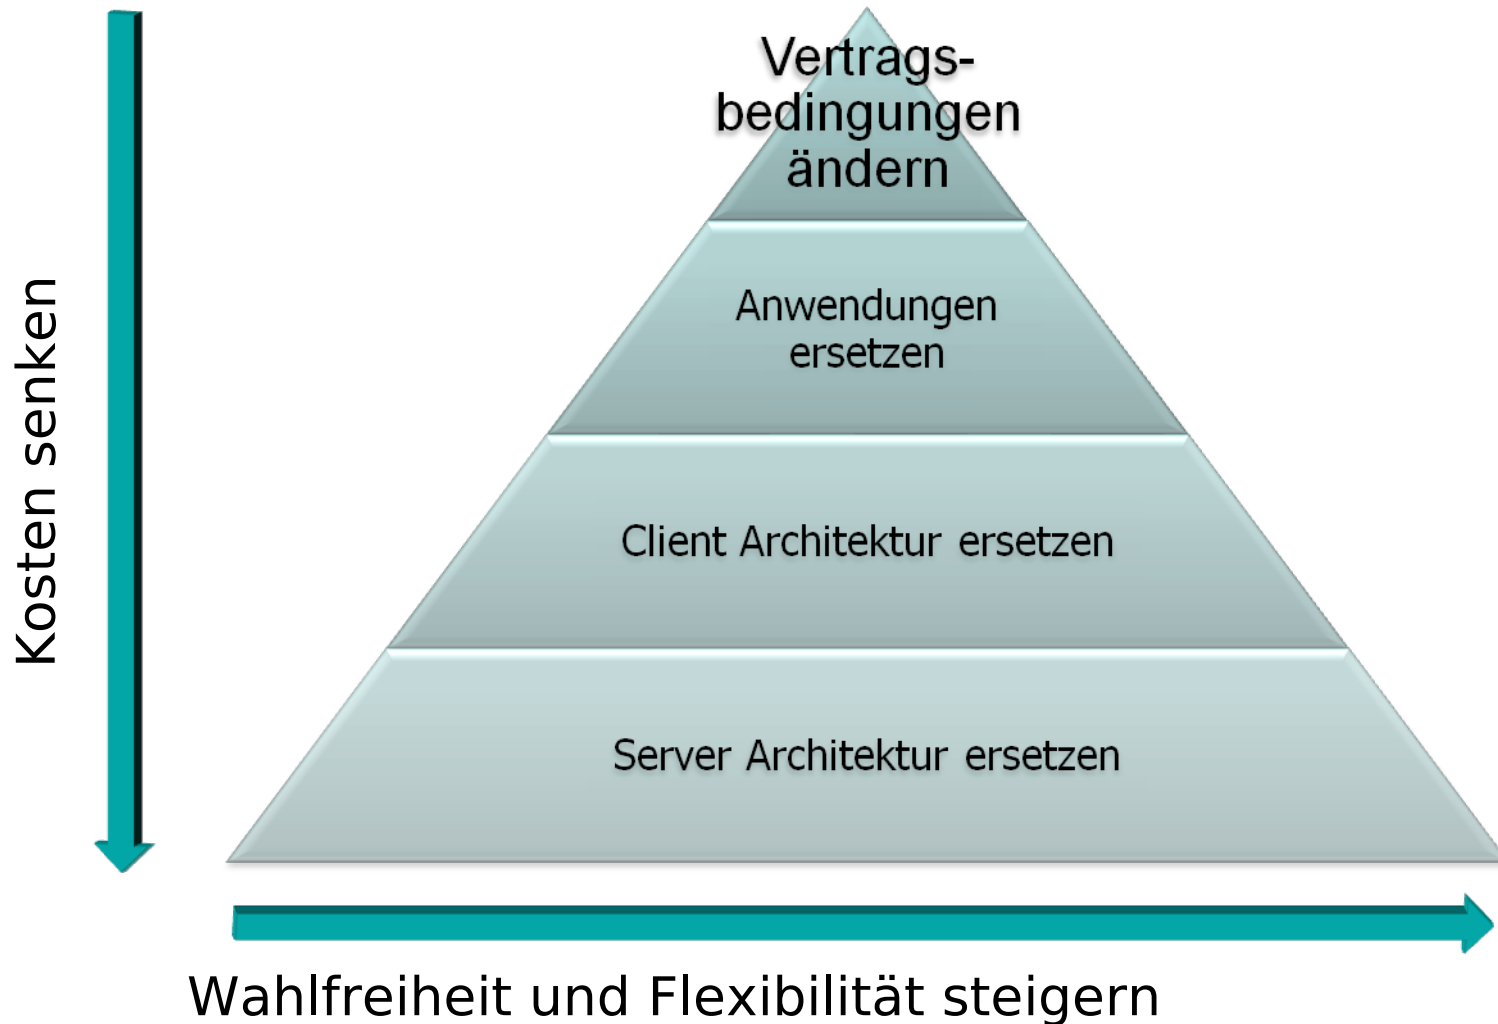 Vertrags-
bedingungen
ändern
Anwendungen
ersetzen
Client Architektur ersetzen
Server Architektur ersetzen
Kosten senken
Wahlfreiheit und Flexibilität steigern